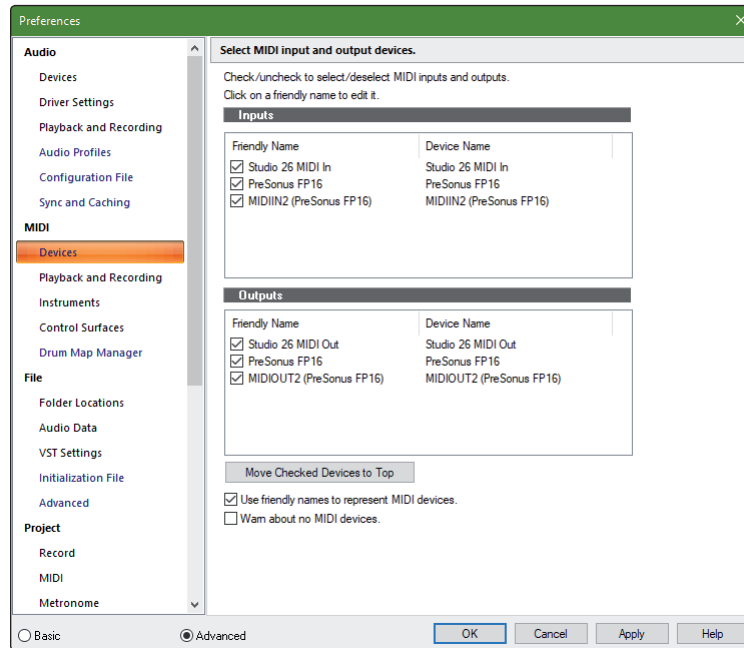 Preferences
Audio
Devices
Driver Settings
Playback and Recording
Audio Profiles
Configuration File
Sync and Caching
MIDI
Devices
Playback and Recording
Instruments
Control Surfaces
Drum Map Manager
File
Folder Locations
Audio Data
VST Settings
Initialization File
Advanced
Project
Record
MIDI
Metronome
Select MIDI input and output devices.
Check/uncheck to select/deselect MIDI inputs and outputs.
Click on a friendly name to edit it.
Inputs
Friendly Name Device Name
Studio 26 MIDI In Studio 26 MIDI In
PreSonus FP16 PreSonus FP16
MIDIIN2 (PreSonus FP16) MIDIIN2 (PreSonus FP16)
Outputs
Friendly Name Device Name
Studio 26 MIDI Out Studio 26 MIDI Out
PreSonus FP16 PreSonus FP16
MIDIOUT2 (PreSonus FP16) MIDIOUT2 (PreSonus FP16)
Move Checked Devices to Top
Use friendly names to represent MIDI devices.
Warn about no MIDI devices.
Basic Advanced OK Cancel Apply Help